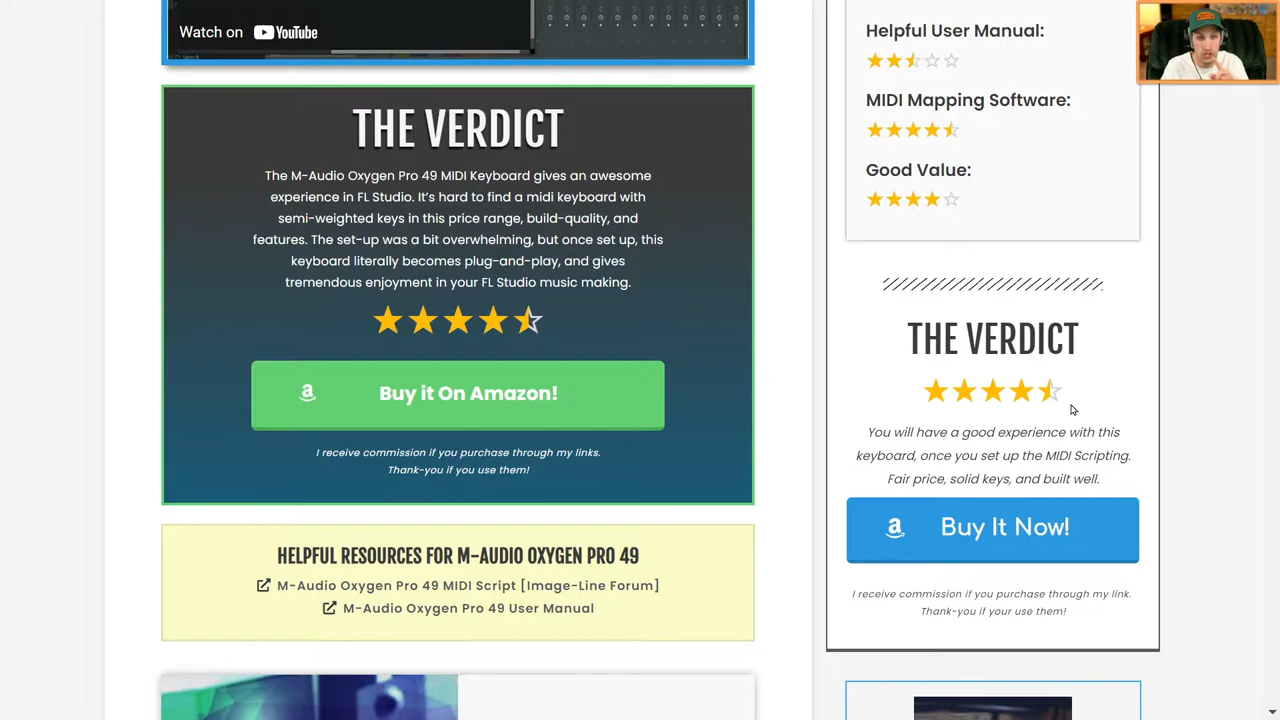 Watch on YouTube
THE VERDICT
The M-Audio Oxygen Pro 49 MIDI Keyboard gives an awesome
experience in FL Studio. It's hard to find a midi keyboard with
semi-weighted keys in this price range, build-quality, and
features. The set-up was a bit overwhelming, but once set up, this
keyboard literally becomes plug-and-play, and gives
tremendous enjoyment in your FL Studio music making.
Buy it On Amazon!
I receive commission if you purchase through my links.
Thank-you if you use them!
HELPFUL RESOURCES FOR M-AUDIO OXYGEN PRO 49
M-Audio Oxygen Pro 49 MIDI Script [Image-Line Forum]
M-Audio Oxygen Pro 49 User Manual
Helpful User Manual:
MIDI Mapping Software:
Good Value:
THE VERDICT
You will have a good experience with this
keyboard, once you set up the MIDI Scripting.
Fair price, solid keys, and built well.
Buy It Now!
I receive commission if you purchase through my link.
Thank-you if your use them!